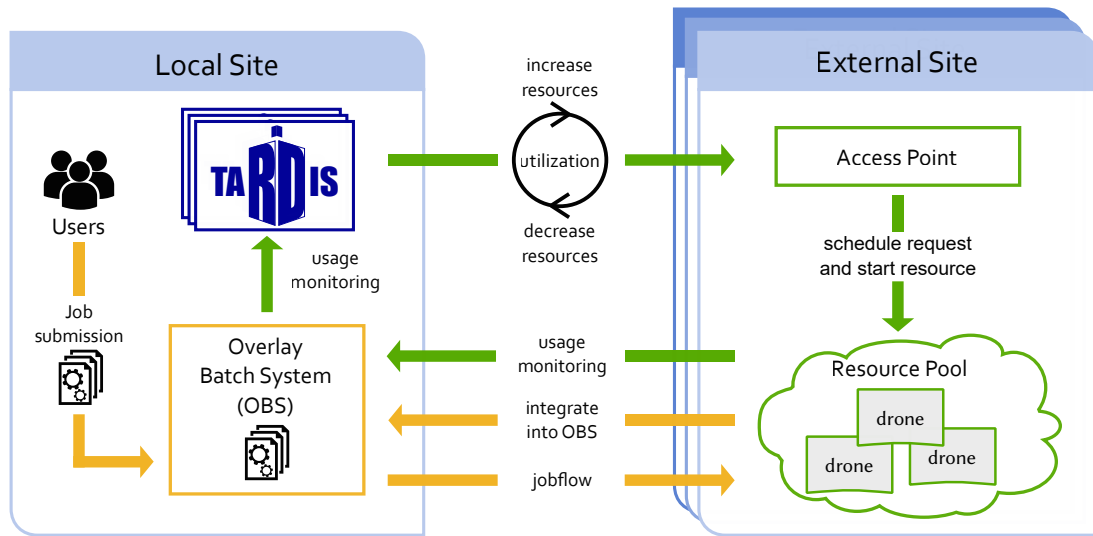 Local Site
External Site
TARDIS
Users
Job
submission
usage
monitoring
Overlay
Batch System
(OBS)
increase
resources
utilization
decrease
resources
usage
monitoring
integrate
into OBS
jobflow
Access Point
schedule request
and start resource
Resource Pool
drone
drone
drone